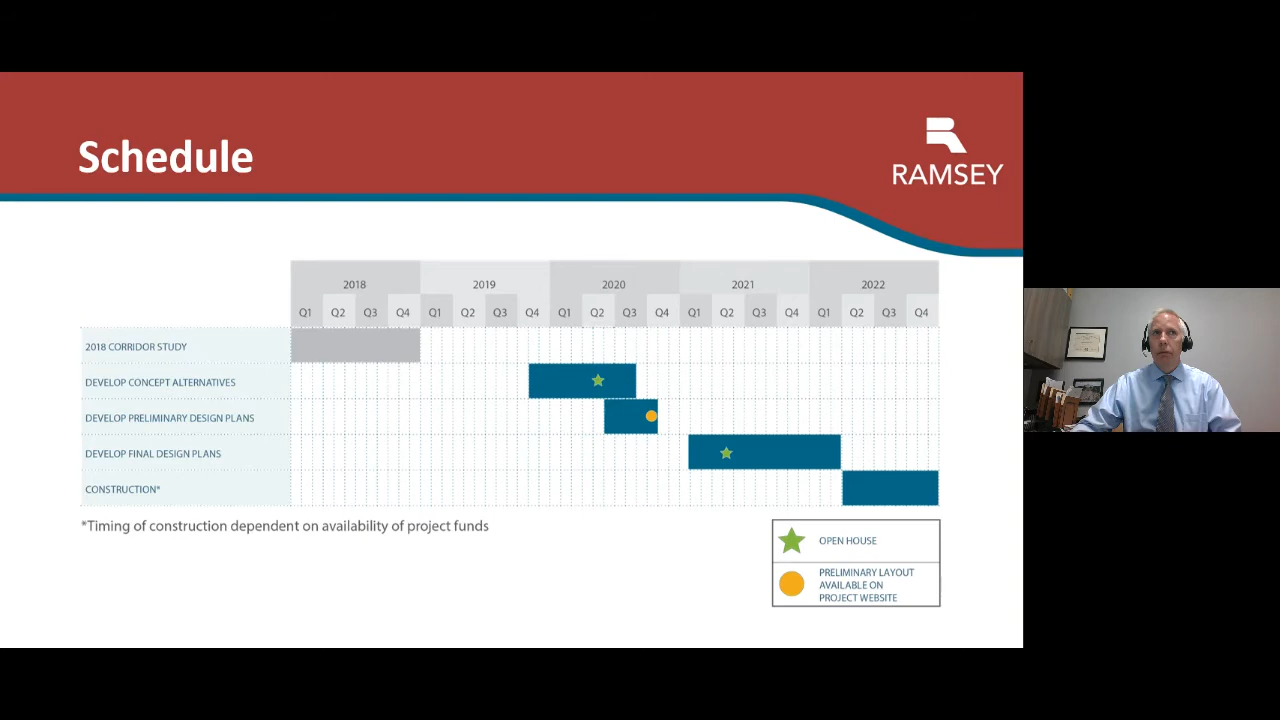 Schedule
RAMSEY
2018 2019 2020 2021 2022
Q1 Q2 Q3 Q4 Q1 Q2 Q3 Q4 Q1 Q2 Q3 Q4 Q1 Q2 Q3 Q4 Q1 Q2 Q3 Q4
2018 CORRIDOR STUDY
DEVELOP CONCEPT ALTERNATIVES
DEVELOP PRELIMINARY DESIGN PLANS
DEVELOP FINAL DESIGN PLANS
CONSTRUCTION*
*Timing of construction dependent on availability of project funds
OPEN HOUSE
PRELIMINARY LAYOUT
AVAILABLE ON
PROJECT WEBSITE